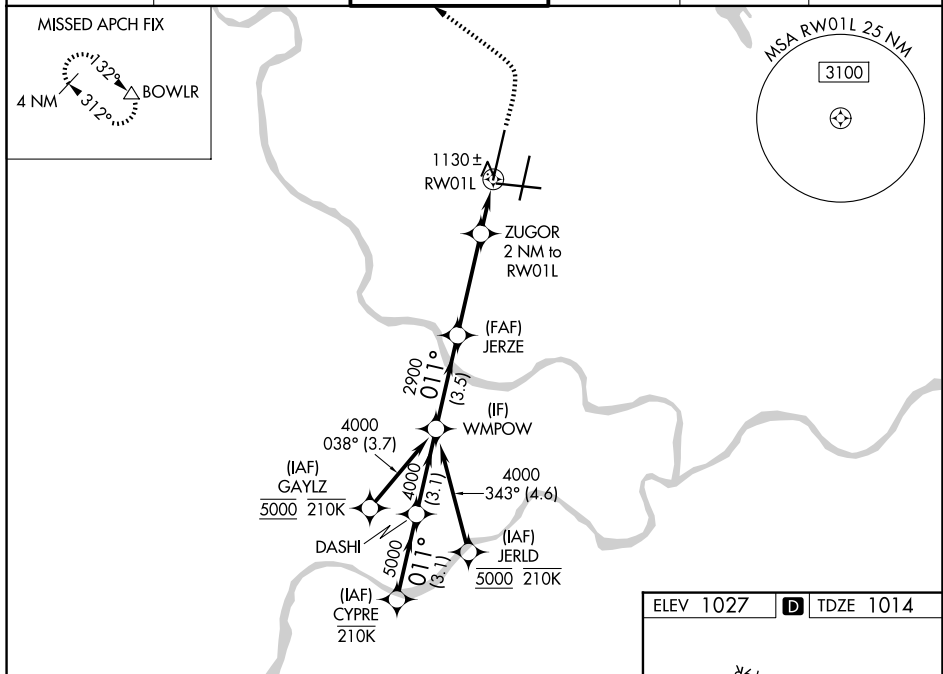 MISSED APCH FIX
132°
BOWLR
4 NM
312°
MSA RW01L 25 NM
3100
1130 ±
RW01L
ZUGOR
2 NM to
RW01L
(FAF)
JERZE
2900
011°
(3.5)
(IF)
WMPOW
4000
038° (3.7)
(IAF)
GAYLZ
5000 210K
4000
(3.1)
4000
343° (4.6)
DASHI
(IAF)
JERLD
5000 210K
5000
011°
(3.1)
(IAF)
CYPRE
210K
ELEV 1027 D TDZE 1014